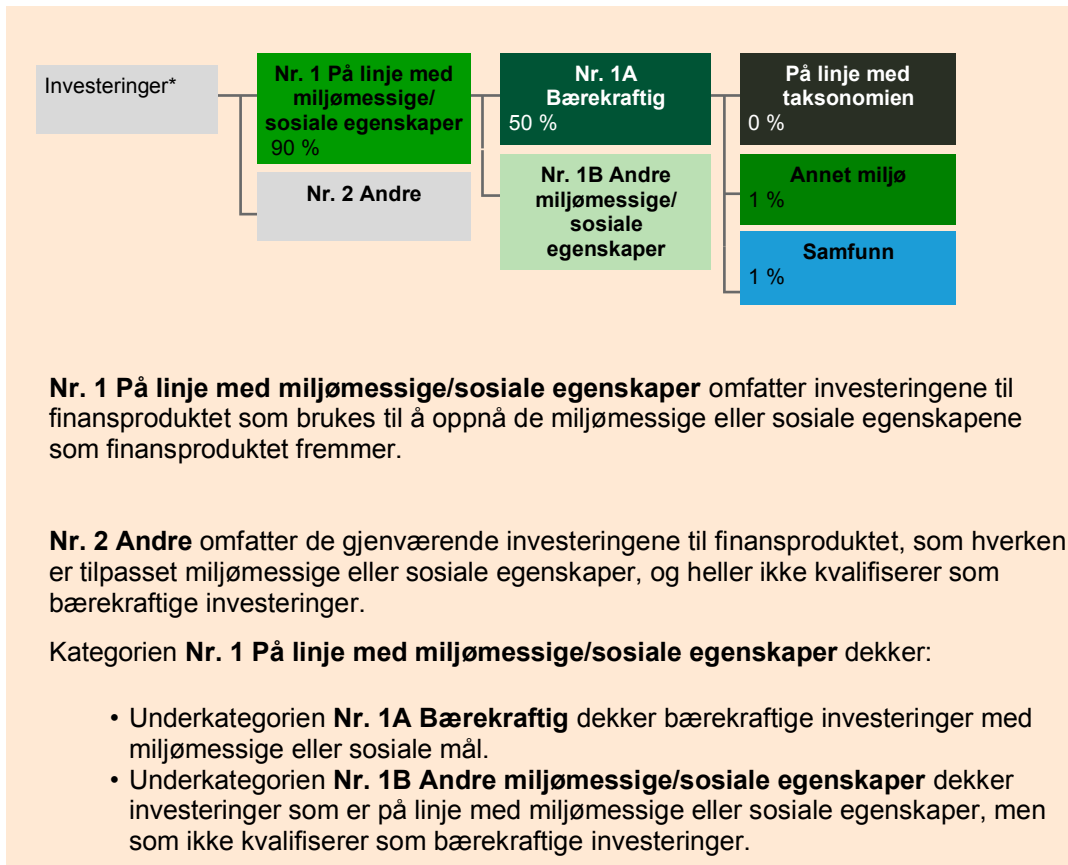 Investeringer*
Nr. 1 På linje med
miljømessige/
sosiale egenskaper
90 %
Nr. 2 Andre
Nr. 1A
Bærekraftig
50 %
Nr. 1B Andre
miljømessige/
sosiale
egenskaper
På linje med
taksonomien
0 %
Annet miljø
1 %
Samfunn
1 %
Nr. 1 På linje med miljømessige/sosiale egenskaper omfatter investeringene til
finansproduktet som brukes til å oppnå de miljømessige eller sosiale egenskapene
som finansproduktet fremmer.
Nr. 2 Andre omfatter de gjenværende investeringene til finansproduktet, som hverken
er tilpasset miljømessige eller sosiale egenskaper, og heller ikke kvalifiserer som
bærekraftige investeringer.
Kategorien Nr. 1 På linje med miljømessige/sosiale egenskaper dekker:
• Underkategorien Nr. 1A Bærekraftig dekker bærekraftige investeringer med
miljømessige eller sosiale mål.
• Underkategorien Nr. 1B Andre miljømessige/sosiale egenskaper dekker
investeringer som er på linje med miljømessige eller sosiale egenskaper, men
som ikke kvalifiserer som bærekraftige investeringer.